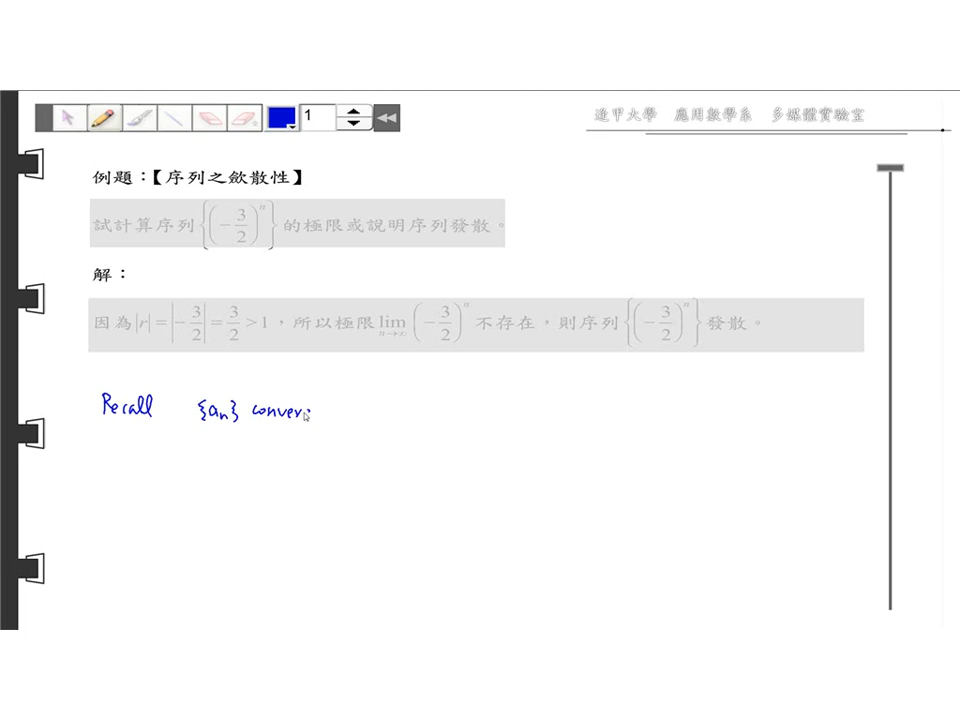 1
逢甲大學 應用數學系 多媒體實驗室
例題：【序列之歛散性】
試計算序列 {(-3/2)^n} 的極限或說明序列發散。
解：
因為 |r| = |-3/2| = 3/2 > 1，所以極限 lim_{n→∞} (-3/2)^n 不存在，則序列 {(-3/2)^n} 發散。
Recall {a_n} conver